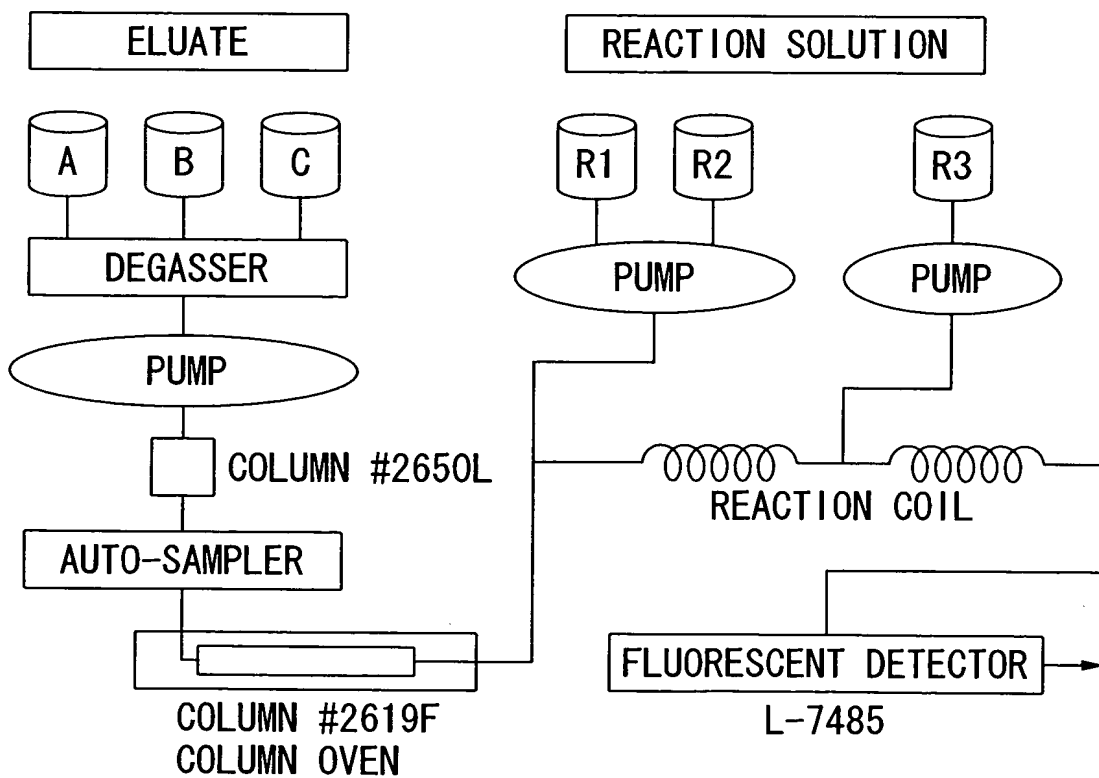 ELUATE
REACTION SOLUTION
A
B
C
R1
R2
R3
DEGASSER
PUMP
PUMP
PUMP
COLUMN #2650L
REACTION COIL
AUTO-SAMPLER
FLUORESCENT DETECTOR
L-7485
COLUMN #2619F
COLUMN OVEN